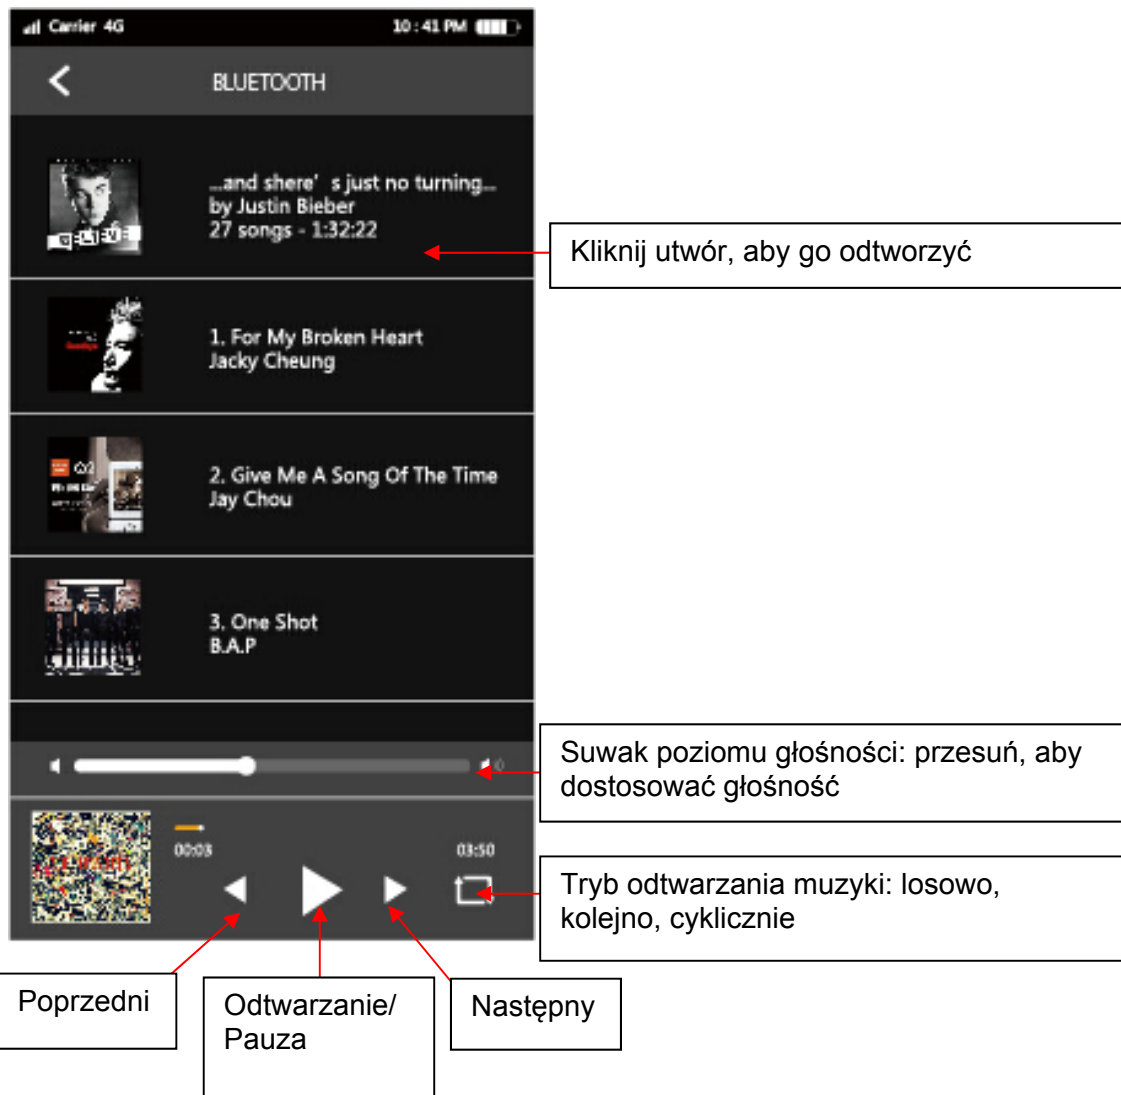 Carrier 4G 10 : 41 PM
BLUETOOTH
...and shere' s just no turning...
by Justin Bieber
27 songs - 1:32:22
Kliknij utwór, aby go odtworzyć
1. For My Broken Heart
Jacky Cheung
2. Give Me A Song Of The Time
Jay Chou
3. One Shot
B.A.P
Suwak poziomu głośności: przesuń, aby
dostosować głośność
00:03 03:50
Tryb odtwarzania muzyki: losowo,
kolejno, cyklicznie
Poprzedni
Odtwarzanie/
Pauza
Następny